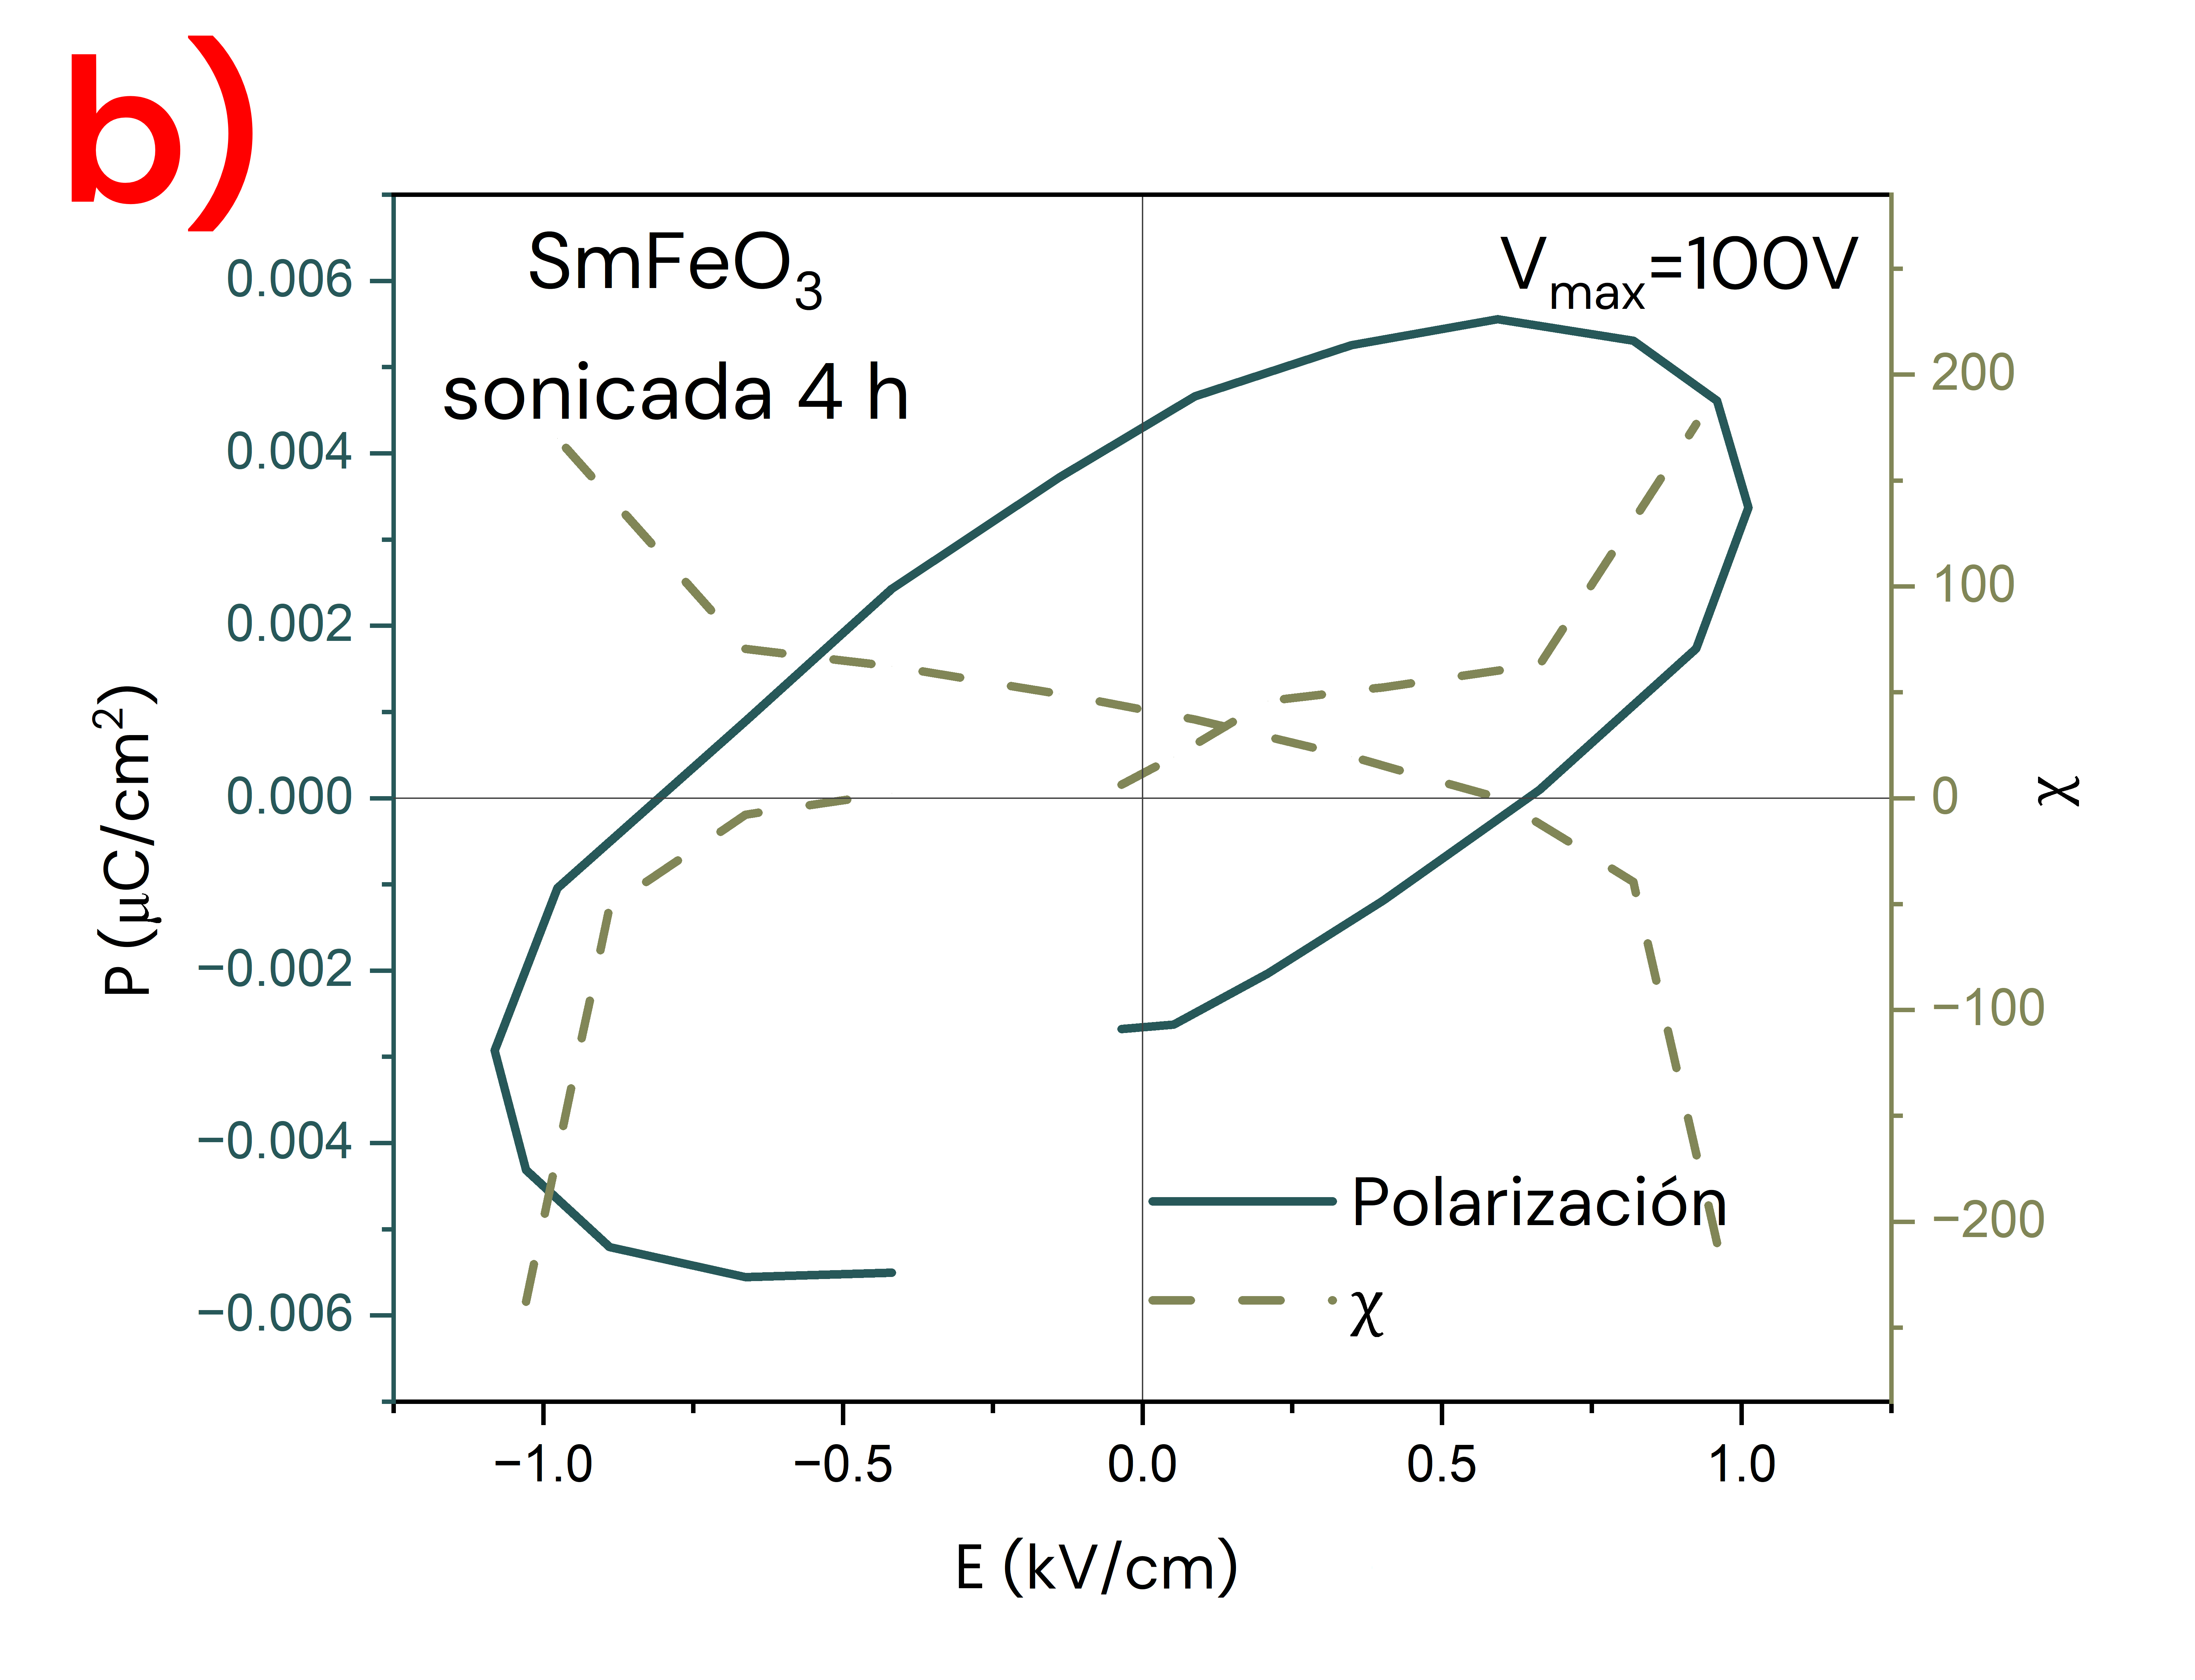 b)
SmFeO₃
sonicada 4 h
Vmax=100V
0.006
0.004
0.002
0.000
−0.002
−0.004
−0.006
P (μC/cm²)
200
100
0
−100
−200
χ
Polarización
χ
−1.0
−0.5
0.0
0.5
1.0
E (kV/cm)